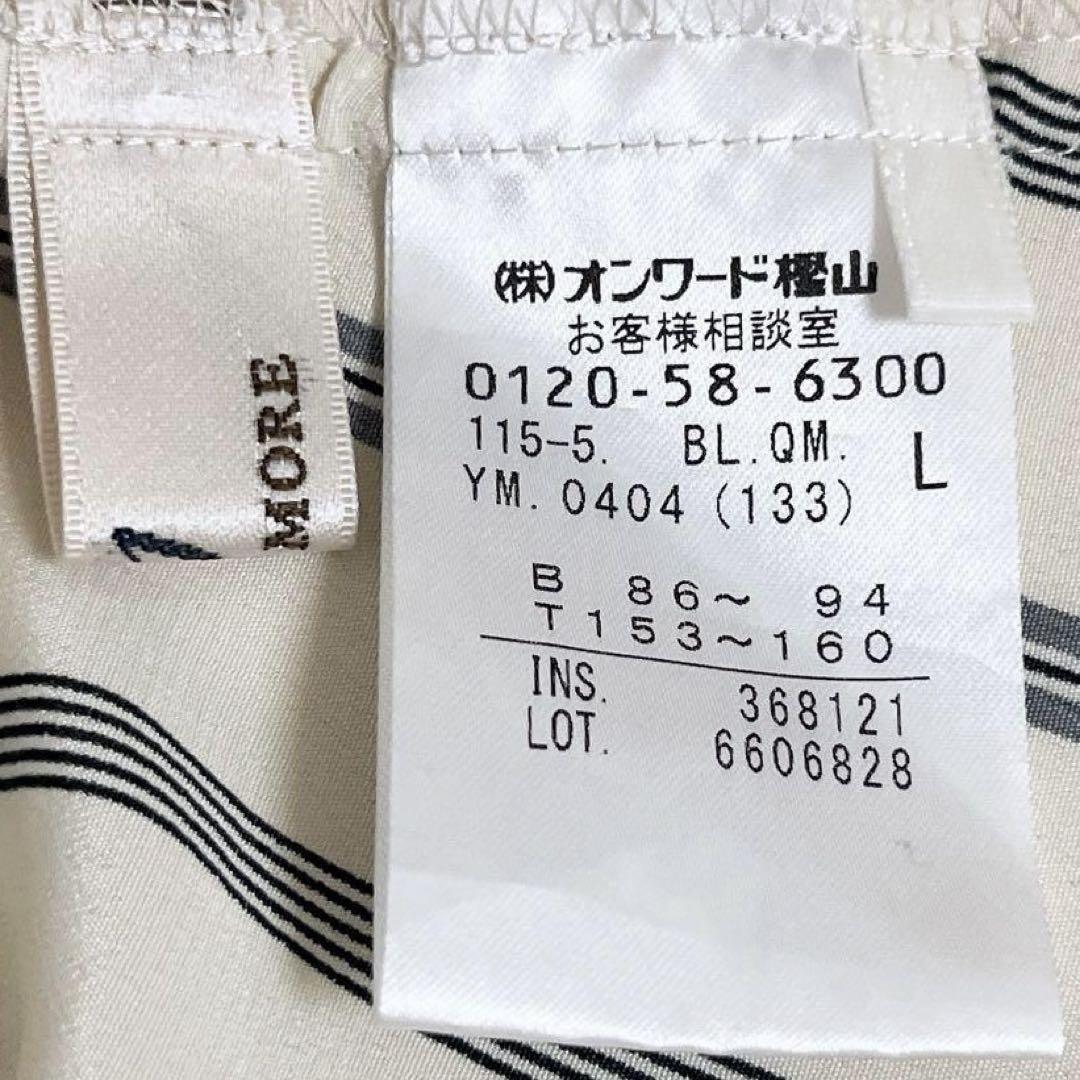 MORE
(株)オンワード樫山
お客様相談室
0120-58-6300
115-5. BL.QM. L
YM. 0404 (133)
B 86~ 94
T 153~160
INS. 368121
LOT. 6606828